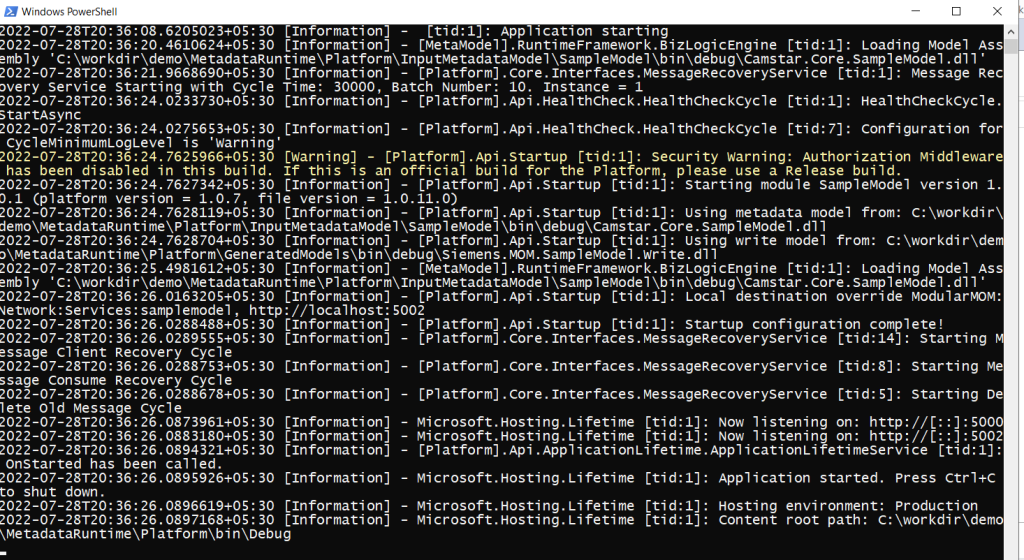 Windows PowerShell
2022-07-28T20:36:08.6205023+05:30 [Information] -  [tid:1]: Application starting
2022-07-28T20:36:20.4610624+05:30 [Information] - [MetaModel].RuntimeFramework.BizLogicEngine [tid:1]: Loading Model Ass
embly 'C:\workdir\demo\MetadataRuntime\Platform\InputMetadataModel\SampleModel\bin\debug\Camstar.Core.SampleModel.dll'
2022-07-28T20:36:21.9668690+05:30 [Information] - [Platform].Core.Interfaces.MessageRecoveryService [tid:1]: Message Rec
overy Service Starting with Cycle Time: 30000, Batch Number: 10. Instance = 1
2022-07-28T20:36:24.0233730+05:30 [Information] - [Platform].Api.HealthCheck.HealthCheckCycle [tid:1]: HealthCheckCycle.
StartAsync
2022-07-28T20:36:24.0275653+05:30 [Information] - [Platform].Api.HealthCheck.HealthCheckCycle [tid:7]: Configuration for
 CycleMinimumLogLevel is 'Warning'
2022-07-28T20:36:24.7625966+05:30 [Warning] - [Platform].Api.Startup [tid:1]: Security Warning: Authorization Middleware
 has been disabled in this build. If this is an official build for the Platform, please use a Release build.
2022-07-28T20:36:24.7627342+05:30 [Information] - [Platform].Api.Startup [tid:1]: Starting module SampleModel version 1.
0.1 (platform version = 1.0.7, file version = 1.0.11.0)
2022-07-28T20:36:24.7628119+05:30 [Information] - [Platform].Api.Startup [tid:1]: Using metadata model from: C:\workdir\
demo\MetadataRuntime\Platform\InputMetadataModel\SampleModel\bin\debug\Camstar.Core.SampleModel.dll
2022-07-28T20:36:24.7628704+05:30 [Information] - [Platform].Api.Startup [tid:1]: Using write model from: C:\workdir\dem
o\MetadataRuntime\Platform\GeneratedModels\bin\debug\Siemens.MOM.SampleModel.Write.dll
2022-07-28T20:36:25.4981612+05:30 [Information] - [MetaModel].RuntimeFramework.BizLogicEngine [tid:1]: Loading Model Ass
embly 'C:\workdir\demo\MetadataRuntime\Platform\InputMetadataModel\SampleModel\bin\debug\Camstar.Core.SampleModel.dll'
2022-07-28T20:36:26.0163205+05:30 [Information] - [Platform].Api.Startup [tid:1]: Local destination override ModularMOM:
Network:Services:samplemodel, http://localhost:5002
2022-07-28T20:36:26.0288488+05:30 [Information] - [Platform].Api.Startup [tid:1]: Startup configuration complete!
2022-07-28T20:36:26.0289555+05:30 [Information] - [Platform].Core.Interfaces.MessageRecoveryService [tid:14]: Starting M
essage Client Recovery Cycle
2022-07-28T20:36:26.0288753+05:30 [Information] - [Platform].Core.Interfaces.MessageRecoveryService [tid:8]: Starting Me
ssage Consume Recovery Cycle
2022-07-28T20:36:26.0288678+05:30 [Information] - [Platform].Core.Interfaces.MessageRecoveryService [tid:5]: Starting De
lete Old Message Cycle
2022-07-28T20:36:26.0873961+05:30 [Information] - Microsoft.Hosting.Lifetime [tid:1]: Now listening on: http://[::]:5000
2022-07-28T20:36:26.0883180+05:30 [Information] - Microsoft.Hosting.Lifetime [tid:1]: Now listening on: http://[::]:5002
2022-07-28T20:36:26.0894321+05:30 [Information] - [Platform].Api.ApplicationLifetime.ApplicationLifetimeService [tid:1]:
 OnStarted has been called.
2022-07-28T20:36:26.0895926+05:30 [Information] - Microsoft.Hosting.Lifetime [tid:1]: Application started. Press Ctrl+C
to shut down.
2022-07-28T20:36:26.0896619+05:30 [Information] - Microsoft.Hosting.Lifetime [tid:1]: Hosting environment: Production
2022-07-28T20:36:26.0897168+05:30 [Information] - Microsoft.Hosting.Lifetime [tid:1]: Content root path: C:\workdir\demo
\MetadataRuntime\Platform\bin\Debug